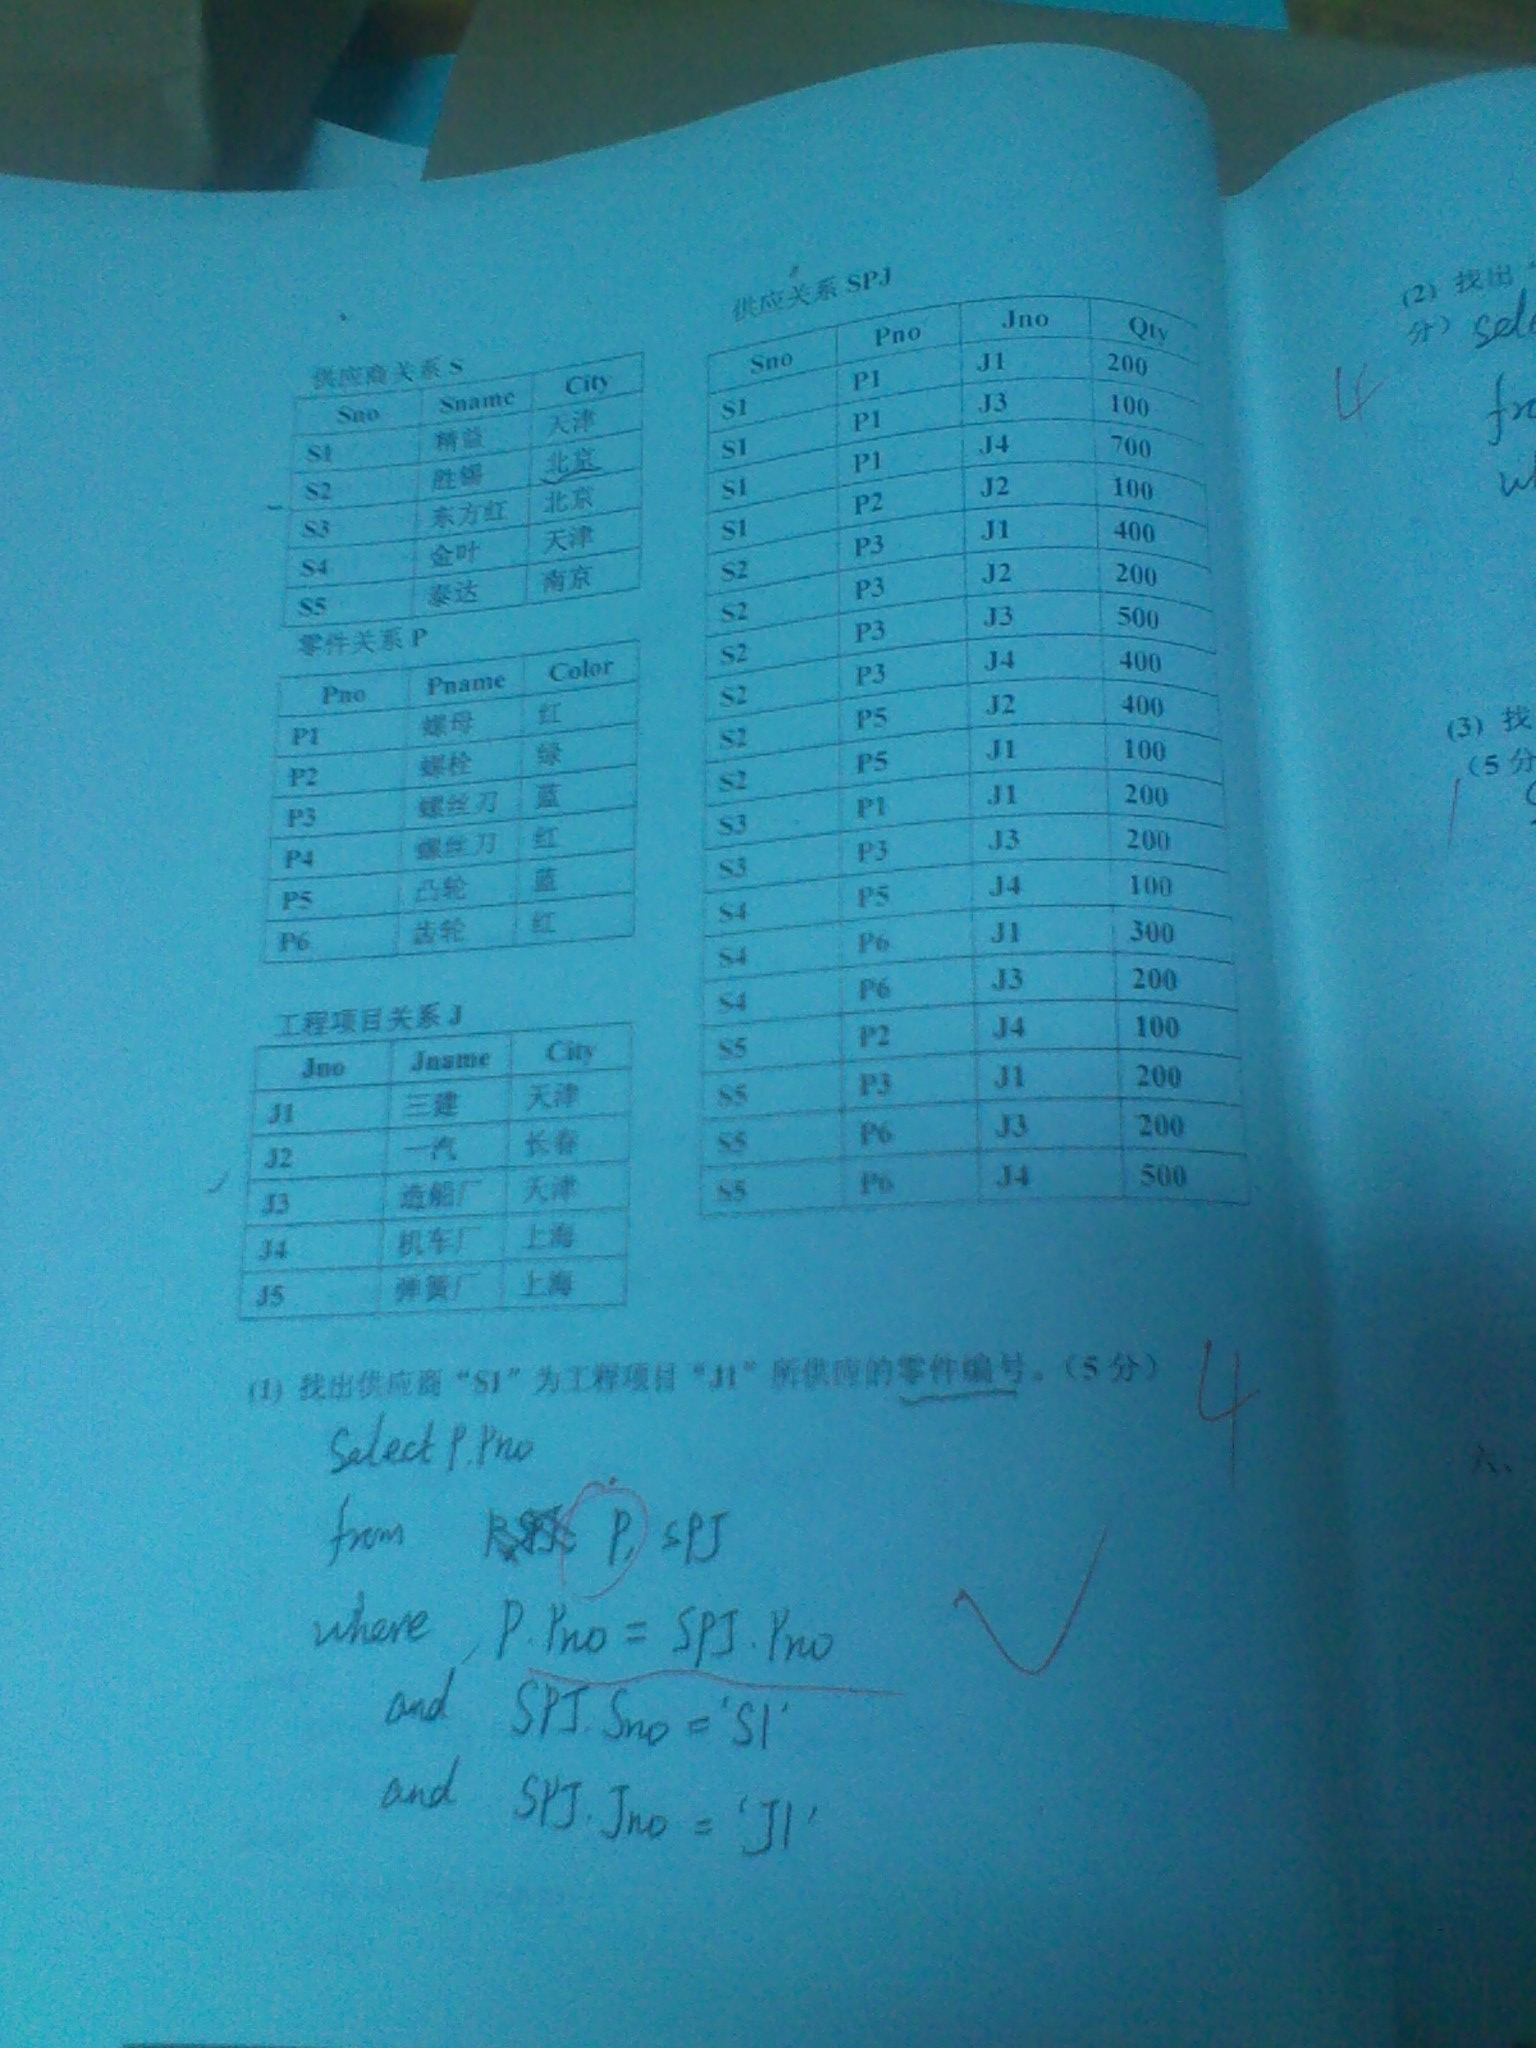 供应商关系 S
Sno Sname City
S1 精益 天津
S2 胜锡 北京
S3 东方红 北京
S4 金叶 天津
S5 泰达 南京
零件关系 P
Pno Pname Color
P1 螺母 红
P2 螺栓 绿
P3 螺丝刀 蓝
P4 螺丝刀 红
P5 凸轮 蓝
P6 齿轮 红
工程项目关系 J
Jno Jname City
J1 三建 天津
J2 一汽 长春
J3 造船厂 天津
J4 机车厂 上海
J5 弹簧厂 上海
供应关系 SPJ
Sno Pno Jno Qty
S1 P1 J1 200
S1 P1 J3 100
S1 P1 J4 700
S1 P2 J2 100
S2 P3 J1 400
S2 P3 J2 200
S2 P3 J3 500
S2 P3 J4 400
S2 P5 J2 400
S2 P5 J1 100
S3 P1 J1 200
S3 P3 J3 200
S4 P5 J4 100
S4 P6 J1 300
S4 P6 J3 200
S5 P2 J4 100
S5 P3 J1 200
S5 P6 J3 200
S5 P6 J4 500
(1) 找出供应商“S1”为工程项目“J1”所供应的零件编号。（5 分） 4
Select P.Pno
from P, SPJ
where P.Pno = SPJ.Pno
and SPJ.Sno = 'S1'
and SPJ.Jno = 'J1'
(2) 找出
分）
4
(3) 找
（5 分
六、